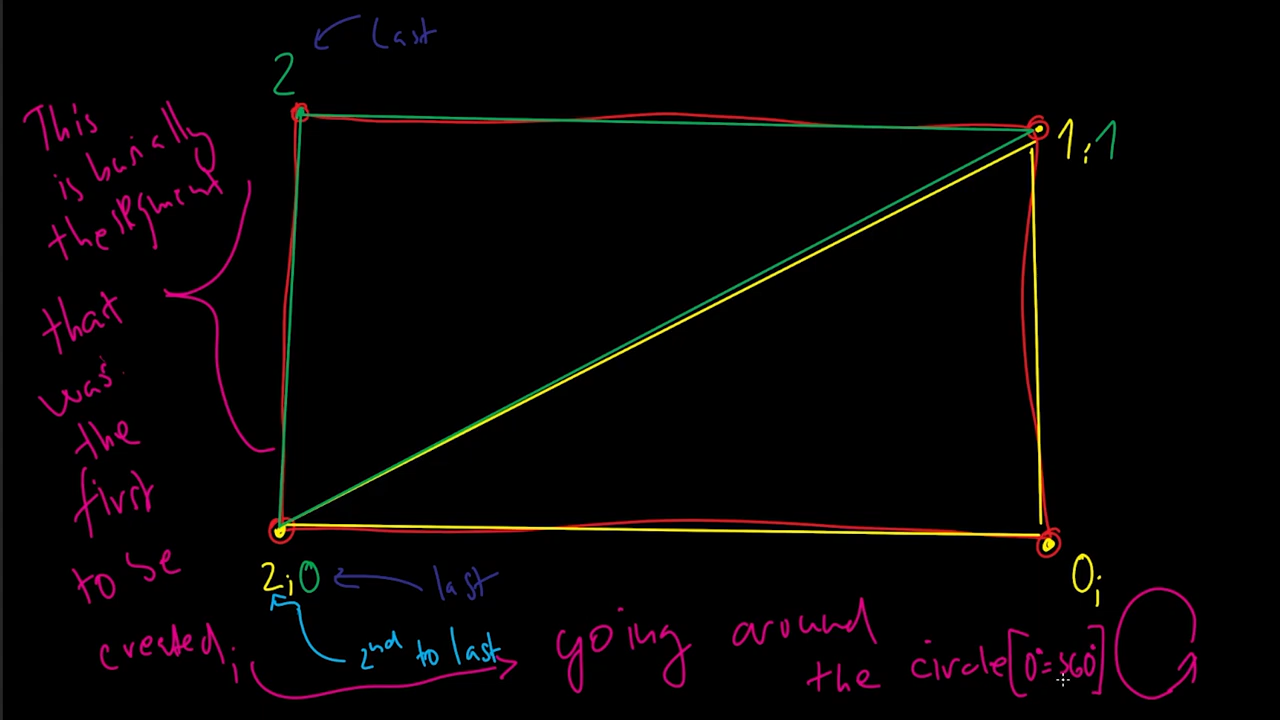 last
2
1;1
This
is basically
the segment
that
was
the
first
to be
created;
2;0
last
0;
2nd to last
going around
the circle [0°=360°]